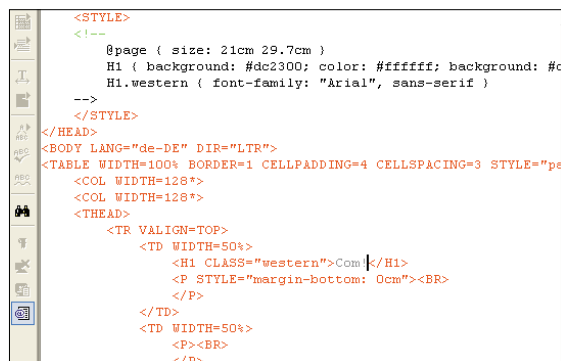 <STYLE>
<!--
@page { size: 21cm 29.7cm }
H1 { background: #dc2300; color: #ffffff; background: #d
H1.western { font-family: "Arial", sans-serif }
-->
</STYLE>
</HEAD>
<BODY LANG="de-DE" DIR="LTR">
<TABLE WIDTH=100% BORDER=1 CELLPADDING=4 CELLSPACING=3 STYLE="pa
<COL WIDTH=128*>
<COL WIDTH=128*>
<THEAD>
<TR VALIGN=TOP>
<TD WIDTH=50%>
<H1 CLASS="western">Com!</H1>
<P STYLE="margin-bottom: 0cm"><BR>
</P>
</TD>
<TD WIDTH=50%>
<P><BR>
</P>